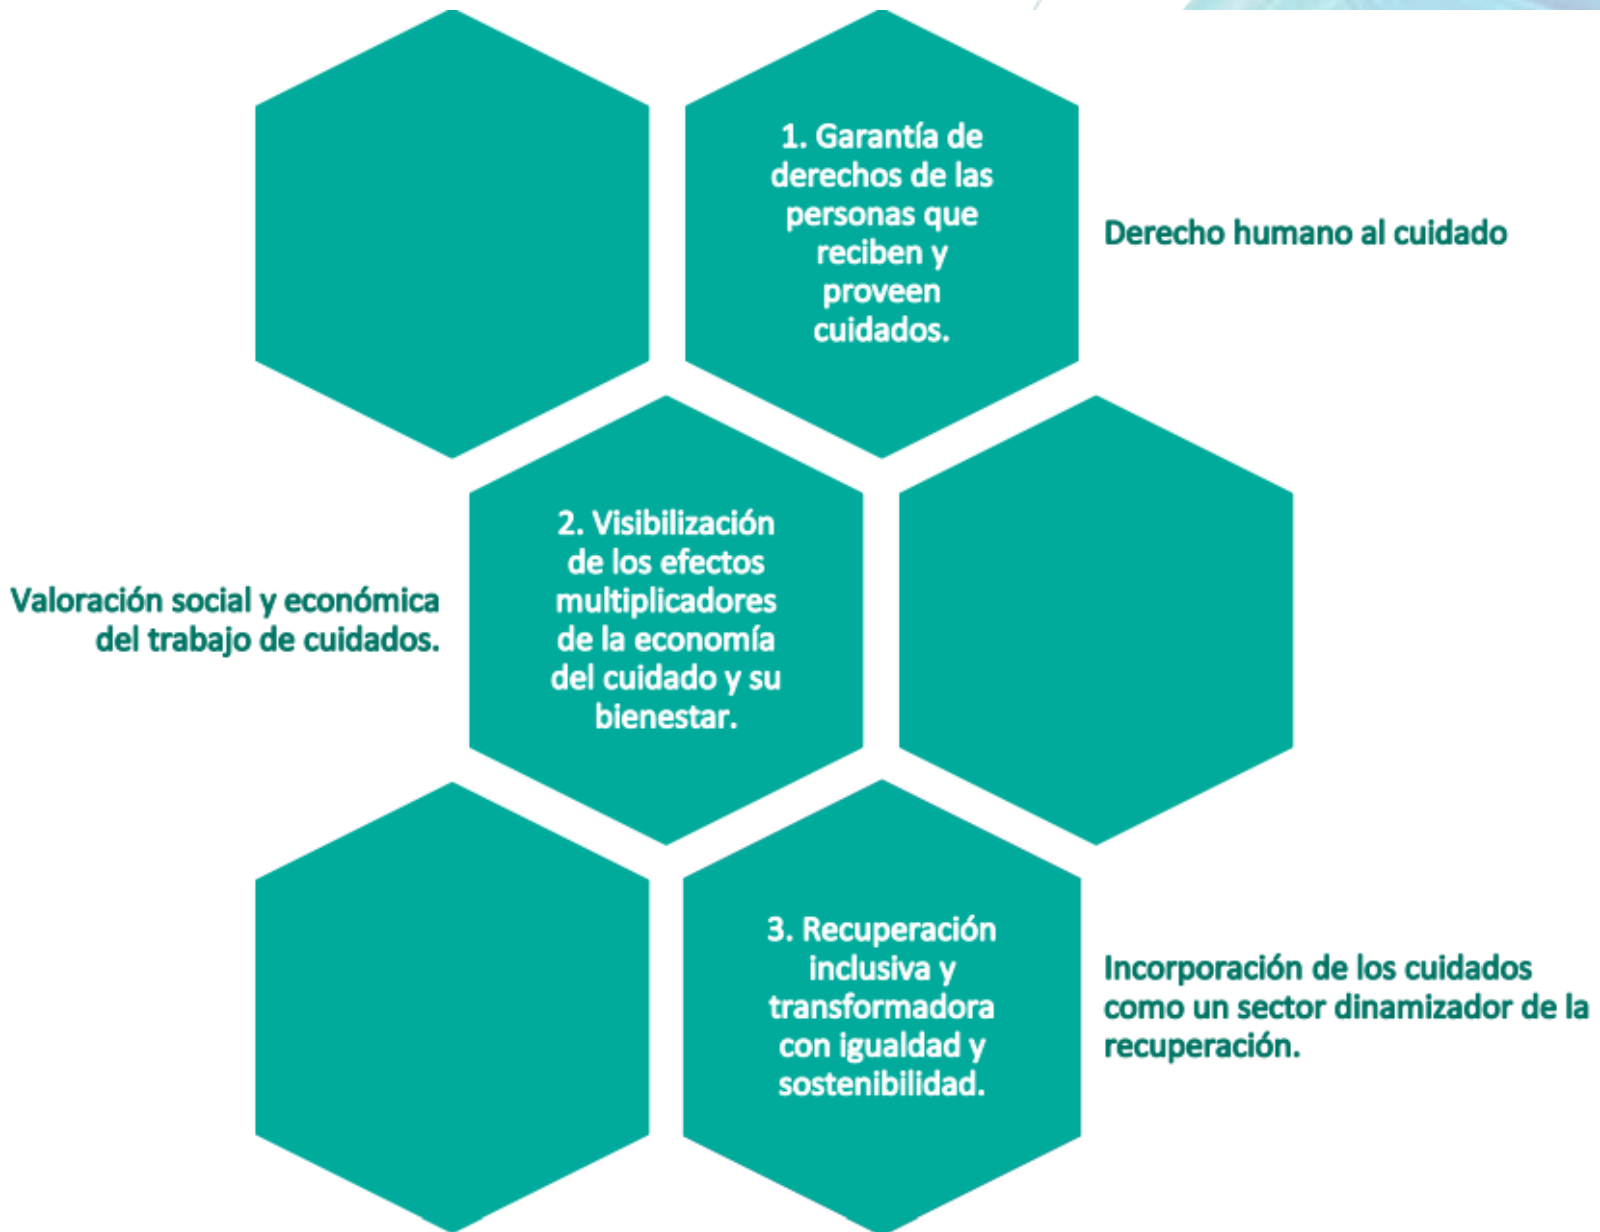 1. Garantía de
derechos de las
personas que
reciben y
proveen
cuidados.
Derecho humano al cuidado
2. Visibilización
de los efectos
multiplicadores
de la economía
del cuidado y su
bienestar.
Valoración social y económica
del trabajo de cuidados.
3. Recuperación
inclusiva y
transformadora
con igualdad y
sostenibilidad.
Incorporación de los cuidados
como un sector dinamizador de la
recuperación.